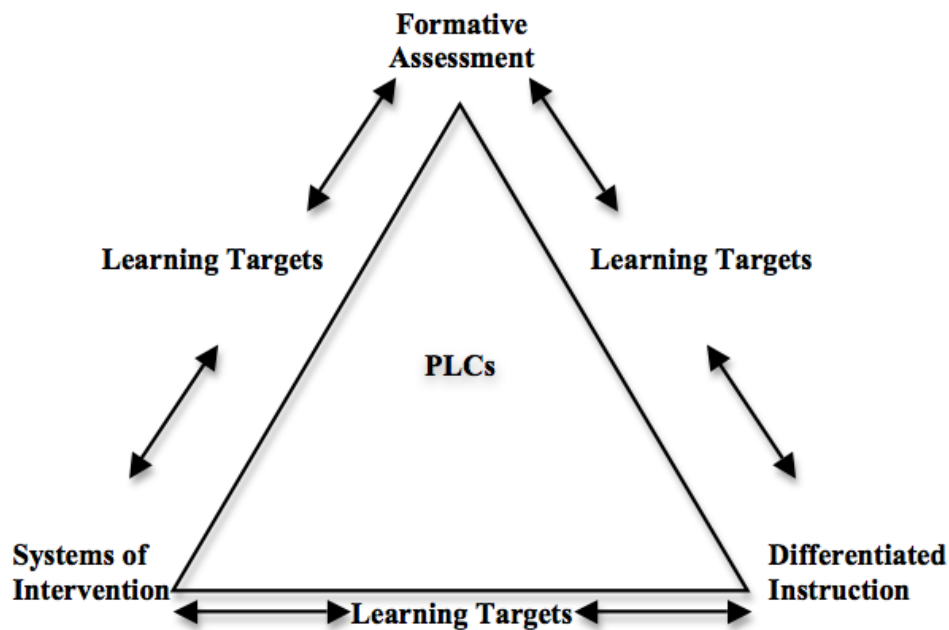 Formative
Assessment
Learning Targets
Learning Targets
PLCs
Systems of
Intervention
Differentiated
Instruction
Learning Targets